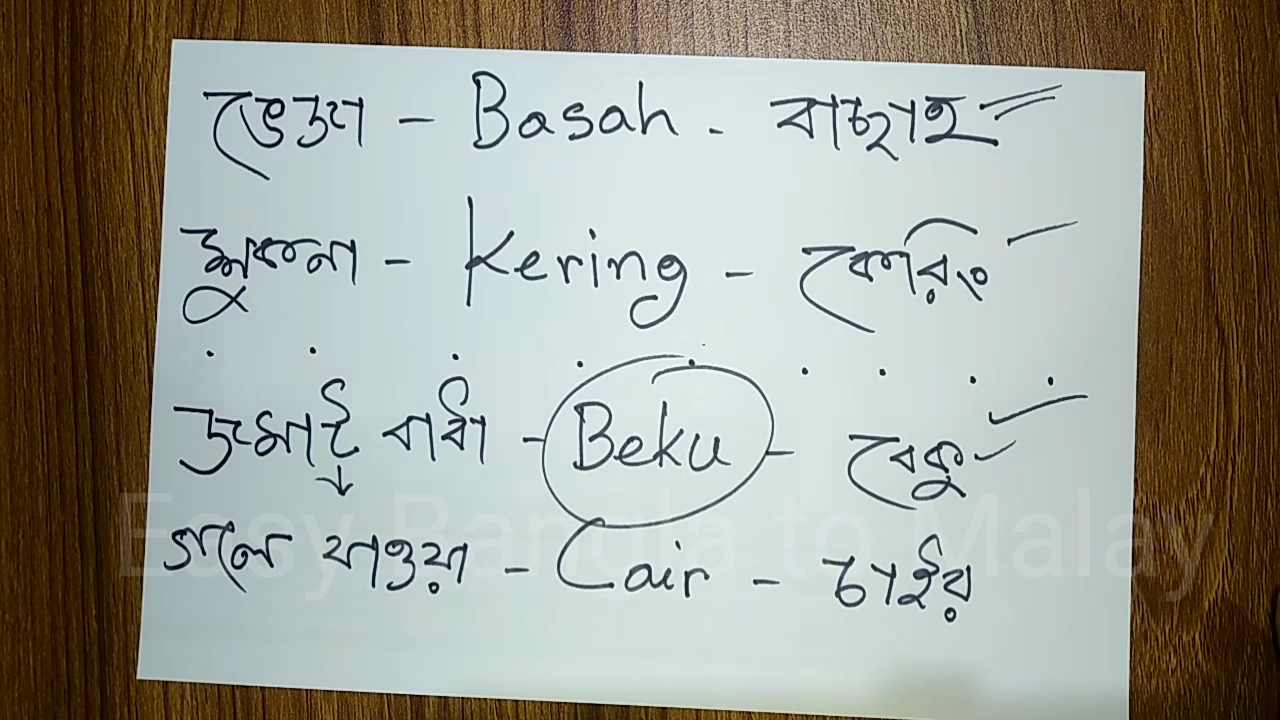 ভেজা - Basah - বাছাহ
শুকনা - Kering - কেরিং
জমাই বাধা - Beku - বেকু
গলে যাওয়া - Cair - চাইর
Easy Bangla to Malay